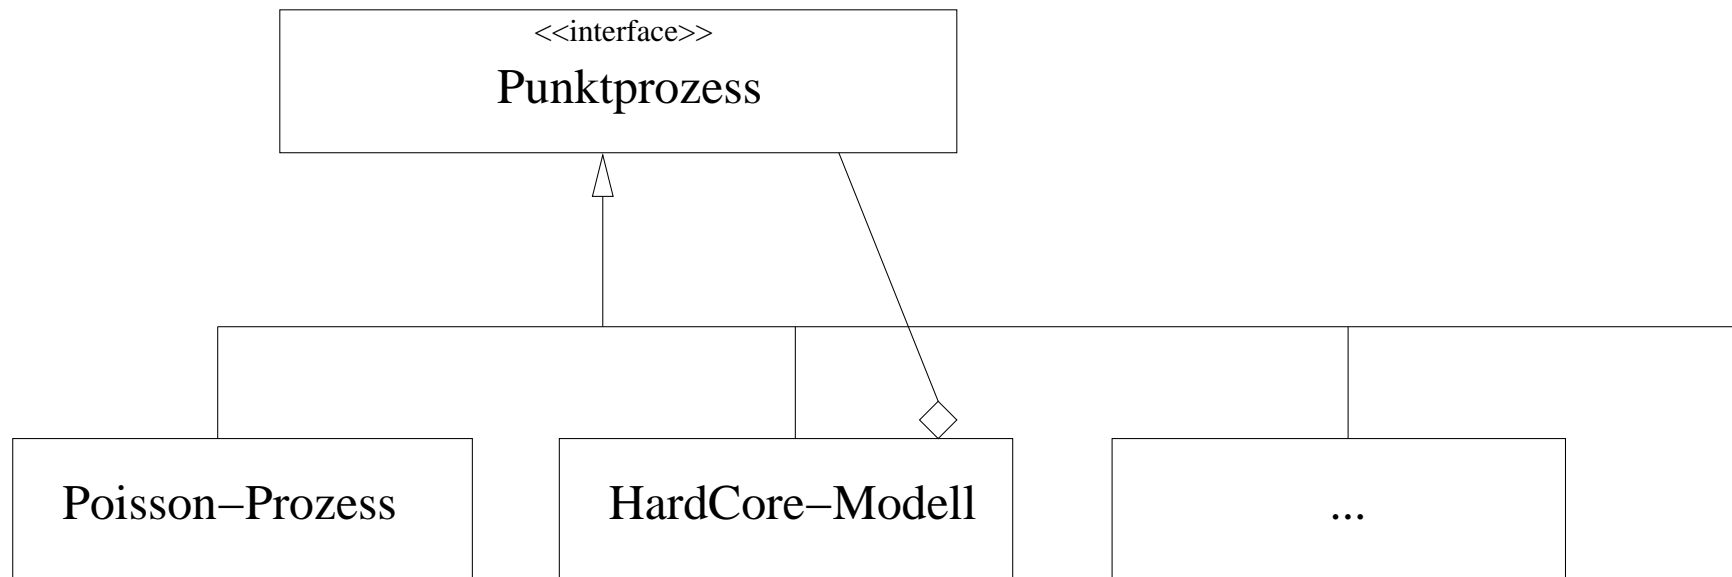 <<interface>>
Punktprozess
Poisson–Prozess
HardCore–Modell
...